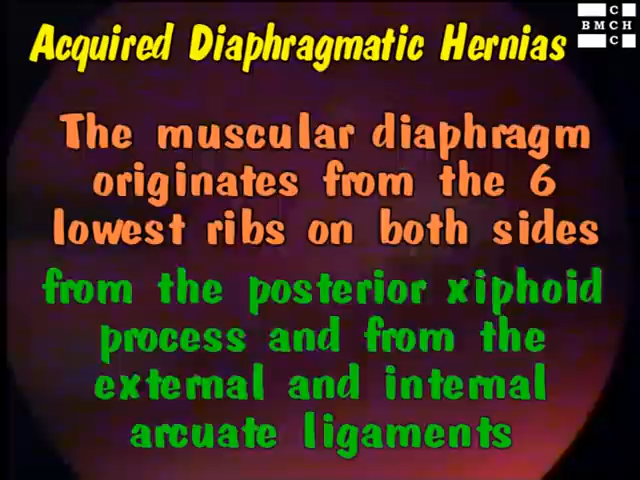 Acquired Diaphragmatic Hernias
C
BMCH
C
The muscular diaphragm
originates from the 6
lowest ribs on both sides
from the posterior xiphoid
process and from the
external and internal
arcuate ligaments